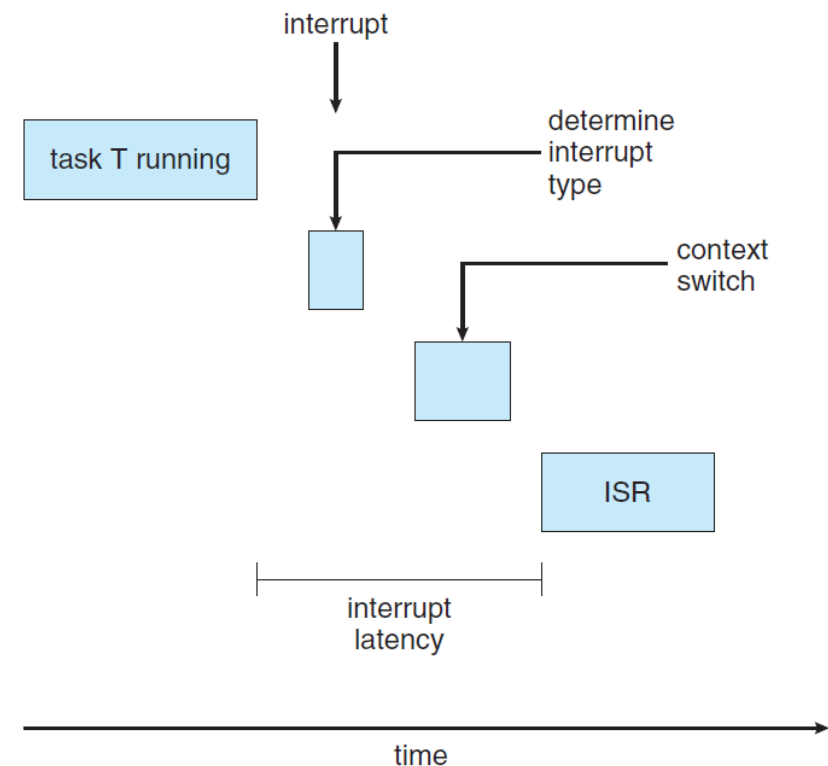 interrupt
task T running
determine
interrupt
type
context
switch
ISR
interrupt
latency
time